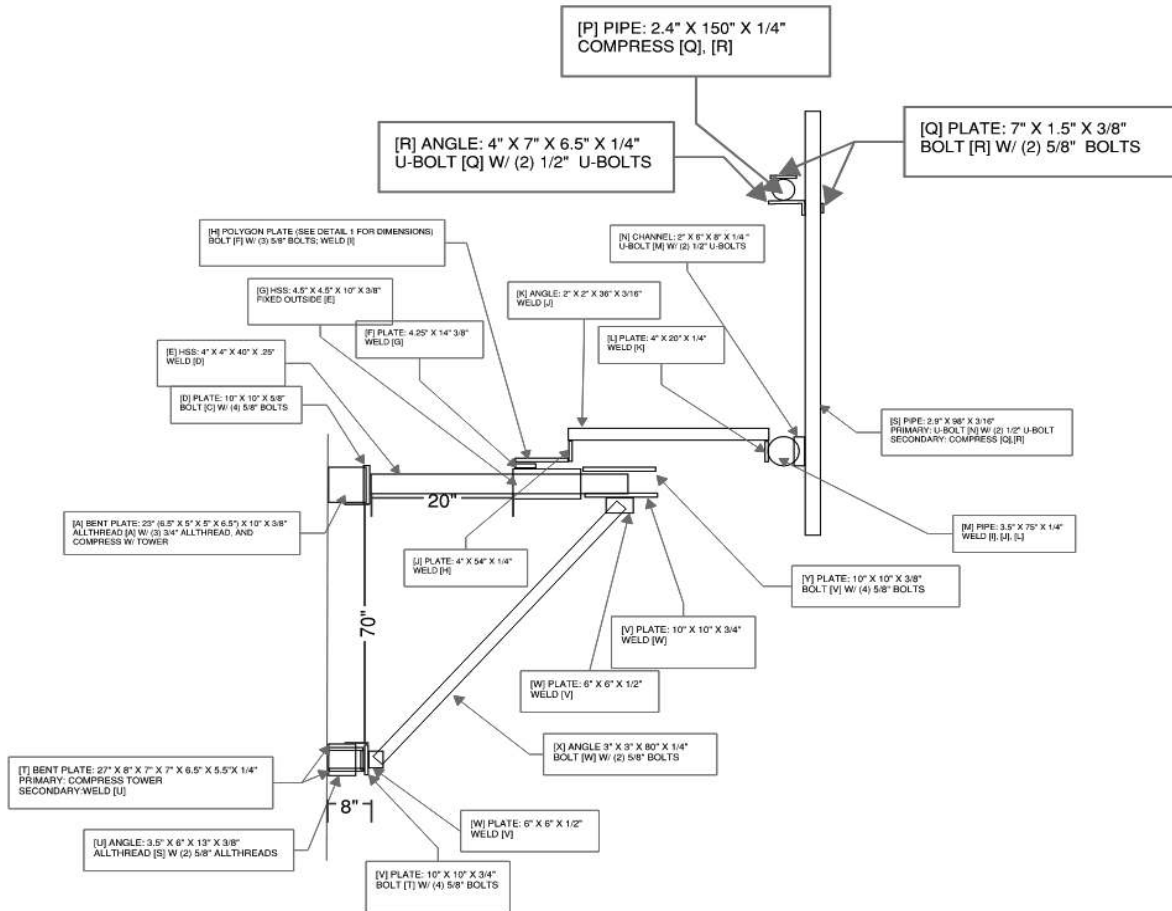 [P] PIPE: 2.4" X 150" X 1/4"
COMPRESS [Q], [R]
[R] ANGLE: 4" X 7" X 6.5" X 1/4"
U-BOLT [Q] W/ (2) 1/2" U-BOLTS
[Q] PLATE: 7" X 1.5" X 3/8"
BOLT [R] W/ (2) 5/8" BOLTS
[H] POLYGON PLATE (SEE DETAIL 1 FOR DIMENSIONS)
BOLT [F] W/ (3) 5/8" BOLTS; WELD [I]
[N] CHANNEL: 2" X 6" X 8" X 1/4 "
U-BOLT [M] W/ (2) 1/2" U-BOLTS
[G] HSS: 4.5" X 4.5" X 10" X 3/8"
FIXED OUTSIDE [E]
[K] ANGLE: 2" X 2" X 36" X 3/16"
WELD [J]
[F] PLATE: 4.25" X 14" 3/8"
WELD [G]
[L] PLATE: 4" X 20" X 1/4"
WELD [K]
[E] HSS: 4" X 4" X 40" X .25"
WELD [D]
[D] PLATE: 10" X 10" X 5/8"
BOLT [C] W/ (4) 5/8" BOLTS
[S] PIPE: 2.9" X 98" X 3/16"
PRIMARY: U-BOLT [N] W/ (2) 1/2" U-BOLT
SECONDARY: COMPRESS [Q],[R]
20"
[A] BENT PLATE: 23" (6.5" X 5" X 5" X 6.5") X 10" X 3/8"
ALLTHREAD [A] W/ (3) 3/4" ALLTHREAD, AND
COMPRESS W/ TOWER
[M] PIPE: 3.5" X 75" X 1/4"
WELD [I], [J], [L]
[J] PLATE: 4" X 54" X 1/4"
WELD [H]
[Y] PLATE: 10" X 10" X 3/8"
BOLT [V] W/ (4) 5/8" BOLTS
70"
[V] PLATE: 10" X 10" X 3/4"
WELD [W]
[W] PLATE: 6" X 6" X 1/2"
WELD [V]
[X] ANGLE 3" X 3" X 80" X 1/4"
BOLT [W] W/ (2) 5/8" BOLTS
[T] BENT PLATE: 27" X 8" X 7" X 7" X 6.5" X 5.5"X 1/4"
PRIMARY: COMPRESS TOWER
SECONDARY:WELD [U]
8"
[W] PLATE: 6" X 6" X 1/2"
WELD [V]
[U] ANGLE: 3.5" X 6" X 13" X 3/8"
ALLTHREAD [S] W (2) 5/8" ALLTHREADS
[V] PLATE: 10" X 10" X 3/4"
BOLT [T] W/ (4) 5/8" BOLTS